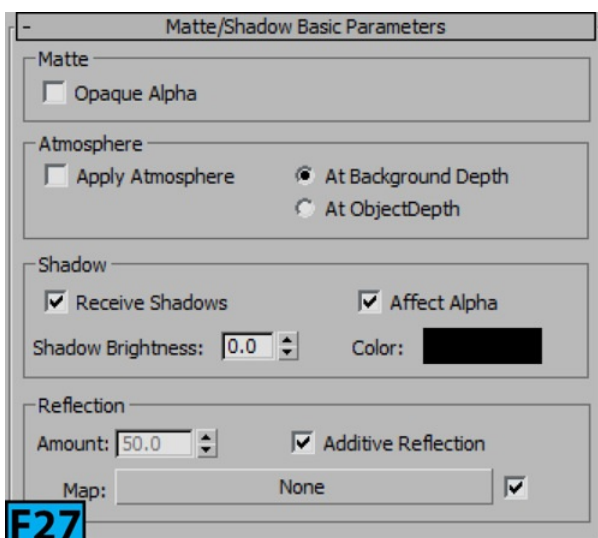 - Matte/Shadow Basic Parameters
Matte
Opaque Alpha
Atmosphere
Apply Atmosphere At Background Depth
At ObjectDepth
Shadow
Receive Shadows Affect Alpha
Shadow Brightness: 0.0 Color:
Reflection
Amount: 50.0 Additive Reflection
Map: None
F27